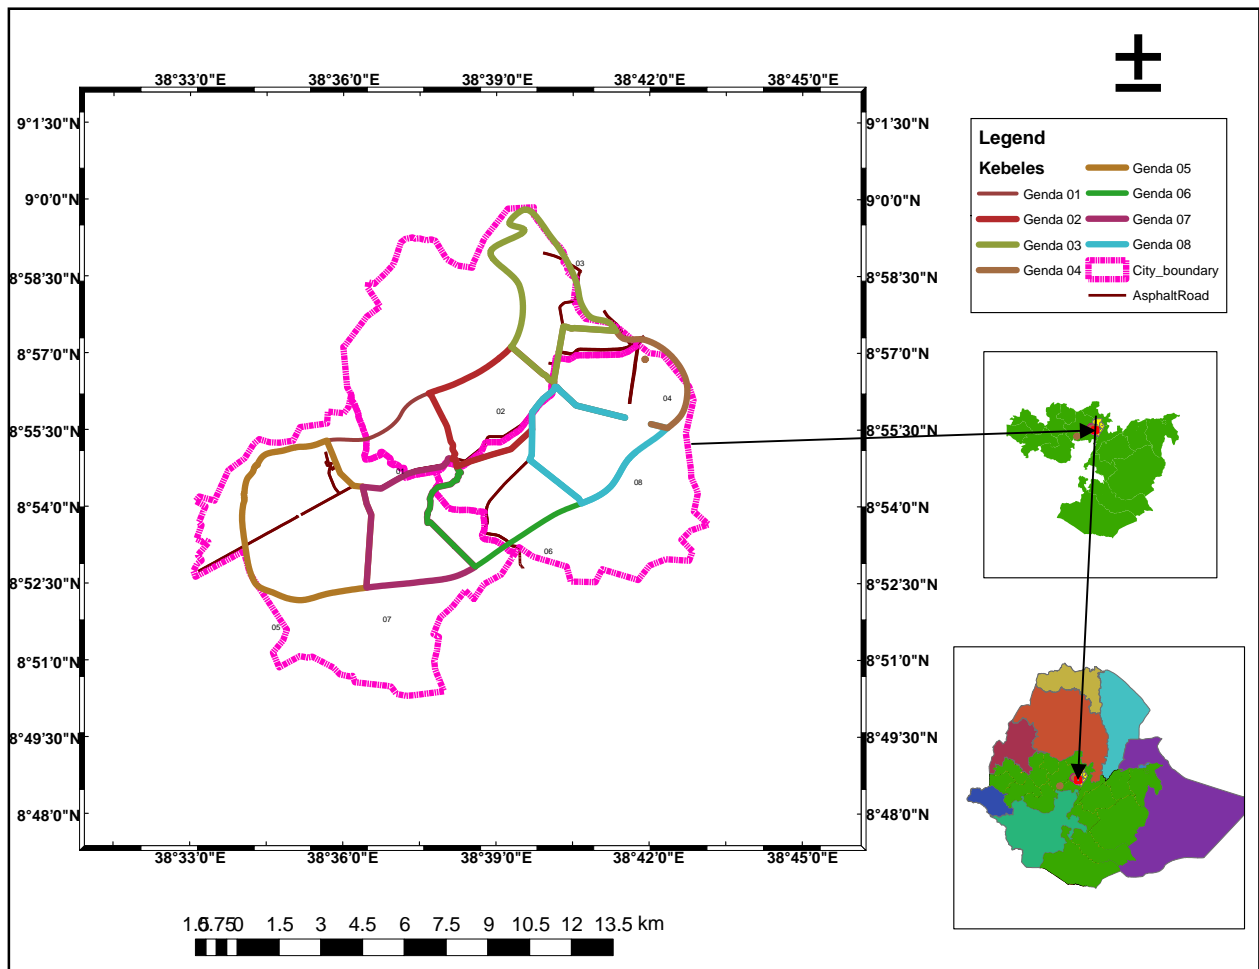 38°33'0"E 38°36'0"E 38°39'0"E 38°42'0"E 38°45'0"E
9°1'30"N 9°1'30"N
9°0'0"N 9°0'0"N
8°58'30"N 8°58'30"N
8°57'0"N 8°57'0"N
8°55'30"N 8°55'30"N
8°54'0"N 8°54'0"N
8°52'30"N 8°52'30"N
8°51'0"N 8°51'0"N
8°49'30"N 8°49'30"N
8°48'0"N 8°48'0"N
38°33'0"E 38°36'0"E 38°39'0"E 38°42'0"E 38°45'0"E
03
04
02
01
08
06
07
05
±
Legend
Kebeles
Genda 01
Genda 02
Genda 03
Genda 04
Genda 05
Genda 06
Genda 07
Genda 08
City_boundary
AsphaltRoad
1.5 0.75 0 1.5 3 4.5 6 7.5 9 10.5 12 13.5 km